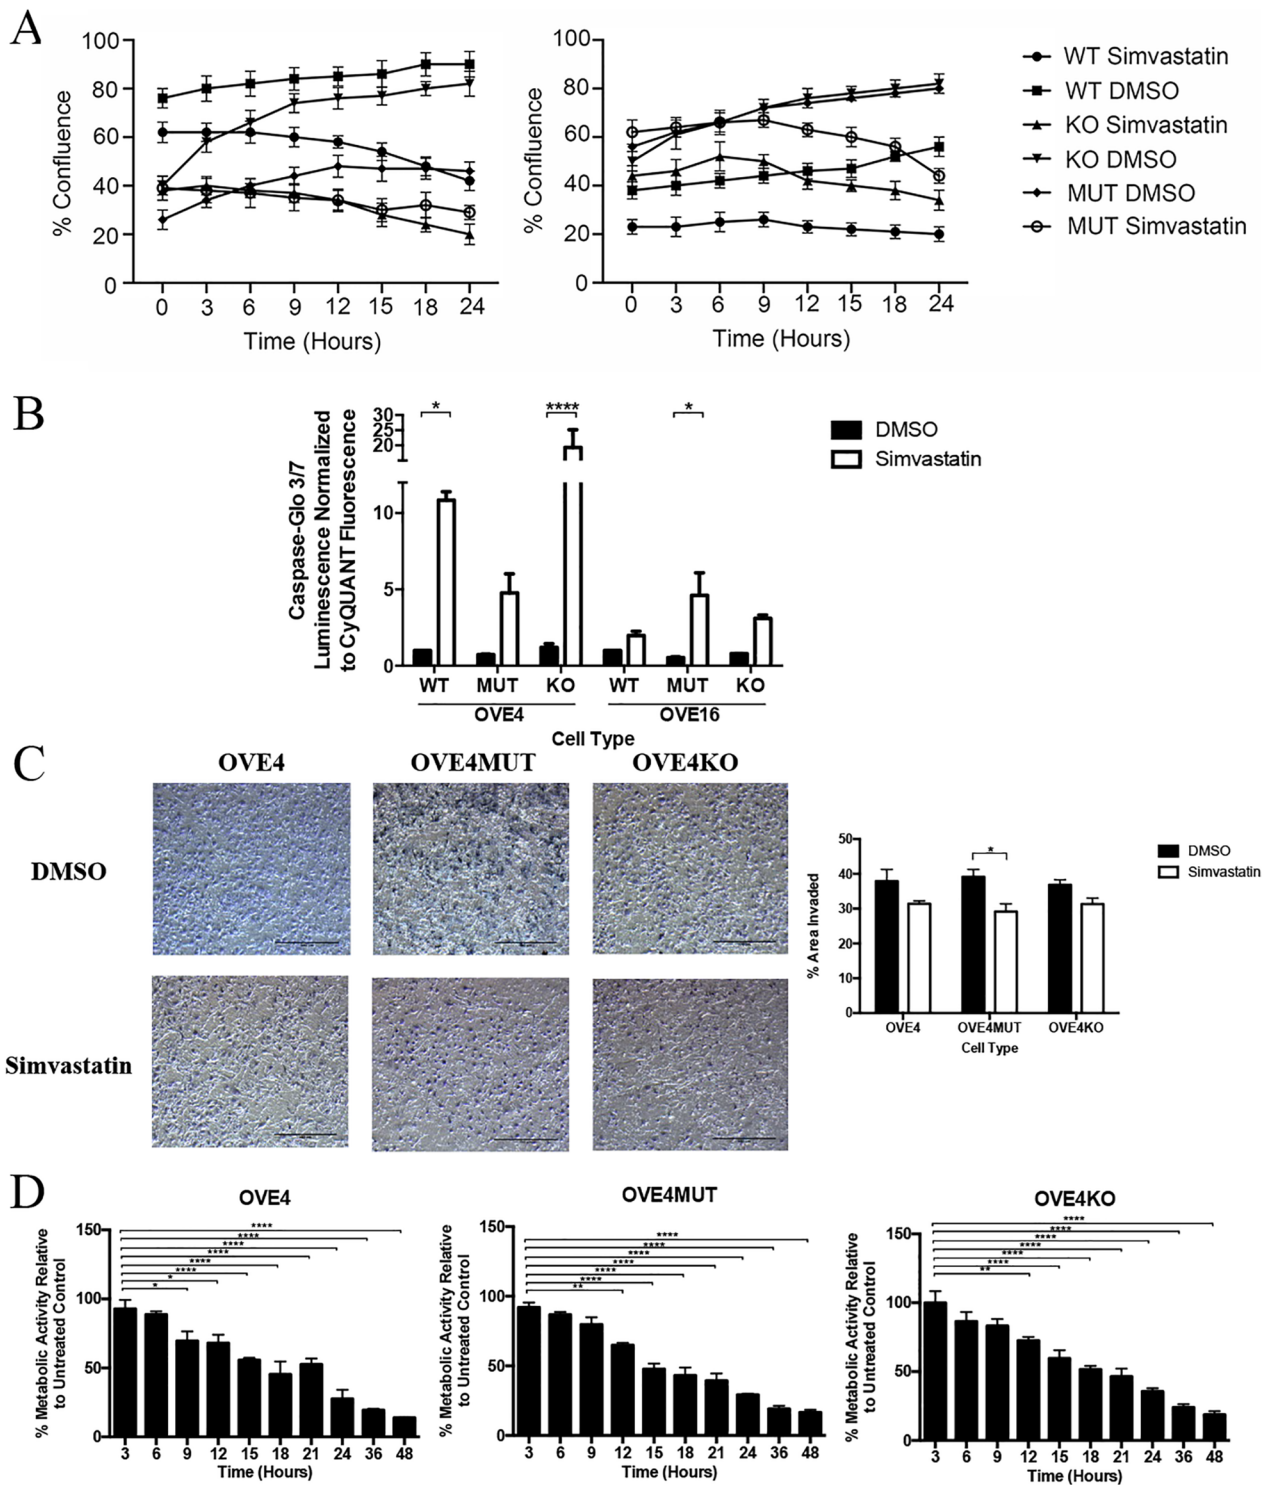 A
100
80
60
40
20
0
% Confluence
0 3 6 9 12 15 18 24
Time (Hours)
100
80
60
40
20
0
% Confluence
0 3 6 9 12 15 18 24
Time (Hours)
WT Simvastatin
WT DMSO
KO Simvastatin
KO DMSO
MUT DMSO
MUT Simvastatin
B
Caspase-Glo 3/7
Luminescence Normalized
to CyQUANT Fluorescence
30
25
20
10
5
0
* **** *
WT MUT KO WT MUT KO
OVE4 OVE16
Cell Type
DMSO
Simvastatin
C
OVE4 OVE4MUT OVE4KO
DMSO
Simvastatin
% Area Invaded
50
40
30
20
10
0
*
OVE4 OVE4MUT OVE4KO
Cell Type
DMSO
Simvastatin
D
OVE4
% Metabolic Activity Relative
to Untreated Control
150
100
50
0
****
****
****
****
****
****
*
*
3 6 9 12 15 18 21 24 36 48
Time (Hours)
OVE4MUT
% Metabolic Activity Relative
to Untreated Control
150
100
50
0
****
****
****
****
****
****
**
3 6 9 12 15 18 21 24 36 48
Time (Hours)
OVE4KO
% Metabolic Activity Relative
to Untreated Control
150
100
50
0
****
****
****
****
****
****
**
3 6 9 12 15 18 21 24 36 48
Time (Hours)